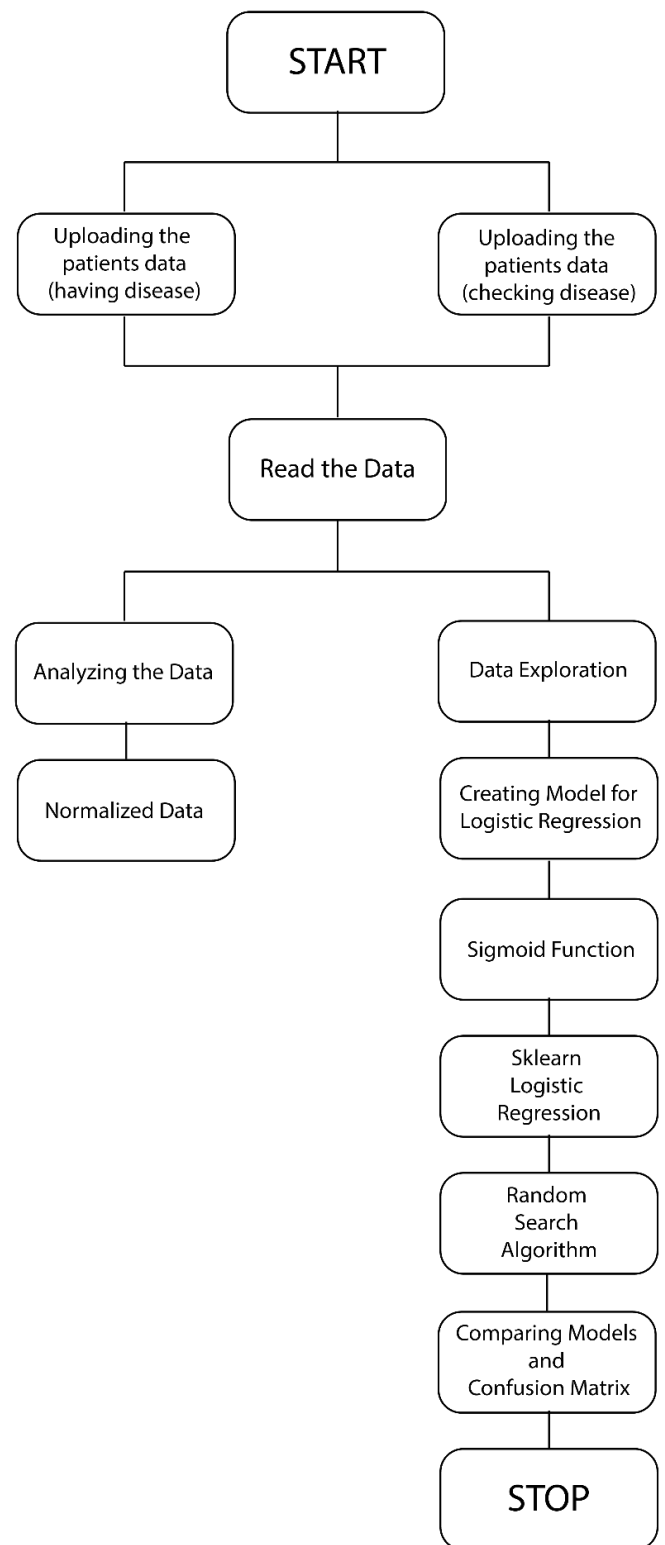 START
Uploading the
patients data
(having disease)
Uploading the
patients data
(checking disease)
Read the Data
Analyzing the Data
Data Exploration
Normalized Data
Creating Model for
Logistic Regression
Sigmoid Function
Sklearn
Logistic
Regression
Random
Search
Algorithm
Comparing Models
and
Confusion Matrix
STOP